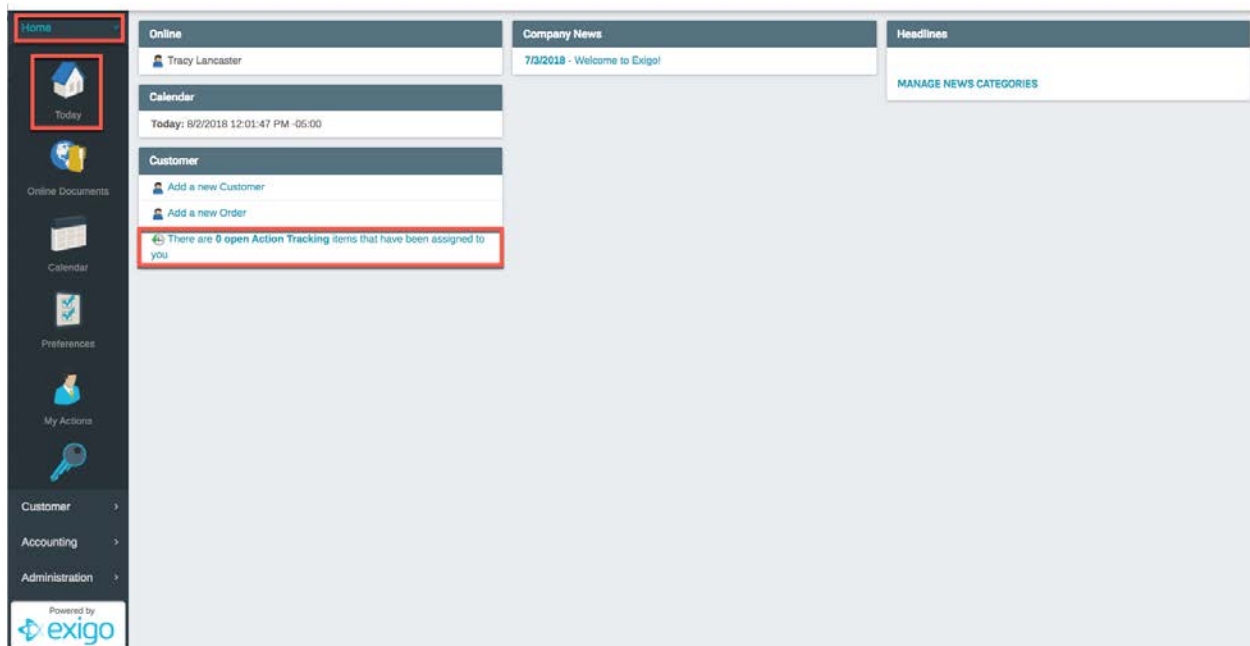 Home
Today
Online Documents
Calendar
Preferences
My Actions
Customer
Accounting
Administration
Powered by
exigo
Online
Tracy Lancaster
Calendar
Today: 8/2/2018 12:01:47 PM -05:00
Customer
Add a new Customer
Add a new Order
There are 0 open Action Tracking items that have been assigned to
you
Company News
7/3/2018 - Welcome to Exigo!
Headlines
MANAGE NEWS CATEGORIES